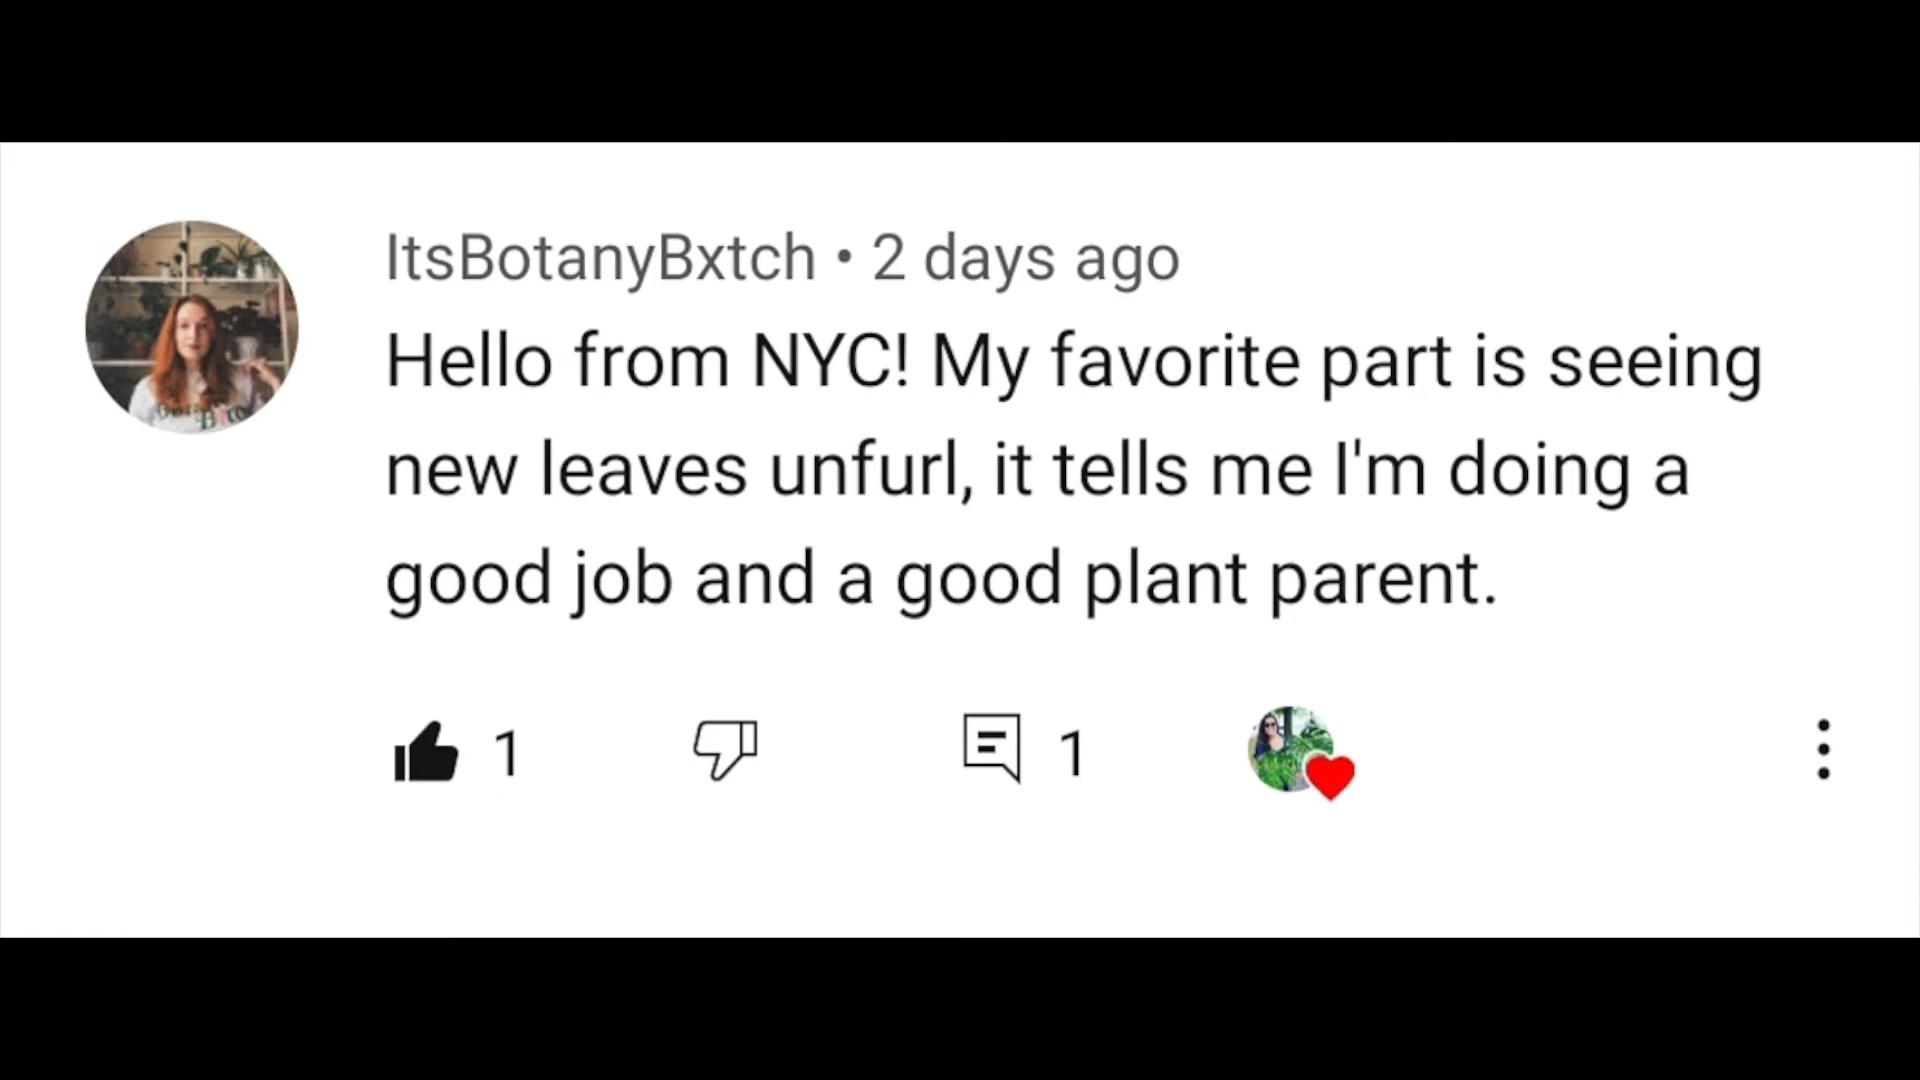 ItsBotanyBxtch • 2 days ago
Hello from NYC! My favorite part is seeing
new leaves unfurl, it tells me I'm doing a
good job and a good plant parent.
1 1